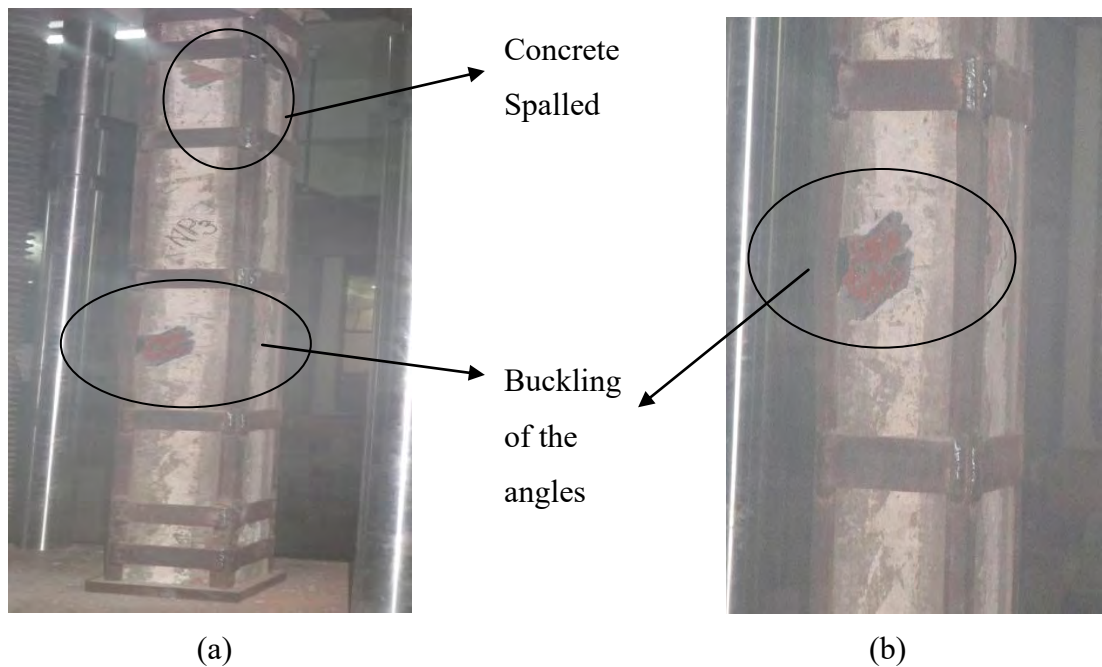 Concrete
Spalled
Buckling
of the
angles
(a)
(b)